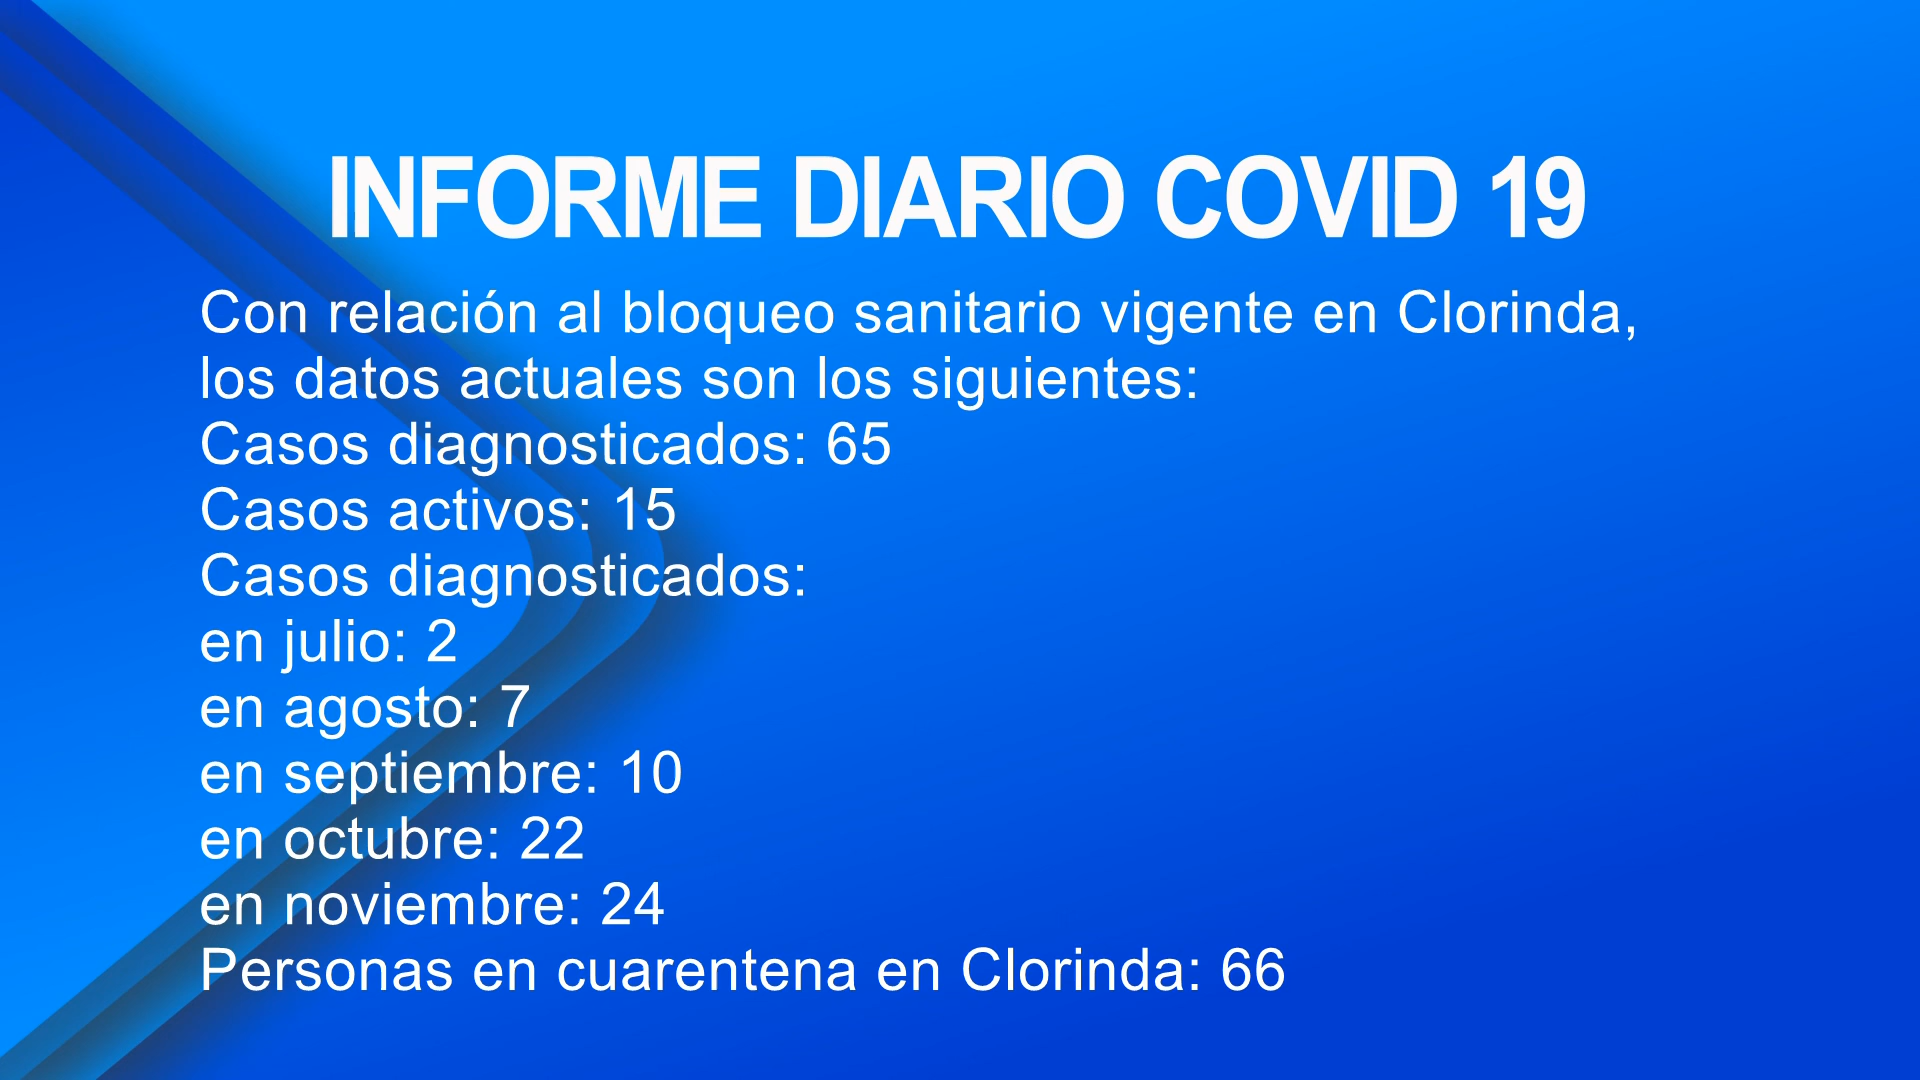 INFORME DIARIO COVID 19
Con relación al bloqueo sanitario vigente en Clorinda,
los datos actuales son los siguientes:
Casos diagnosticados: 65
Casos activos: 15
Casos diagnosticados:
en julio: 2
en agosto: 7
en septiembre: 10
en octubre: 22
en noviembre: 24
Personas en cuarentena en Clorinda: 66